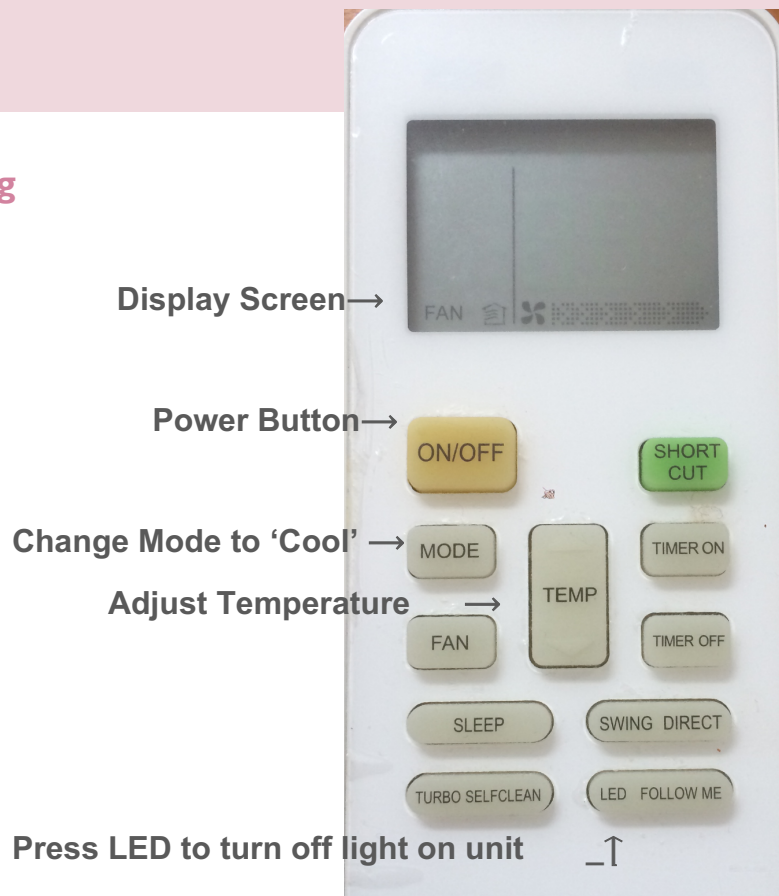 g
Display Screen→
FAN
Power Button→
ON/OFF
SHORT
CUT
Change Mode to ‘Cool’ →
MODE
TIMER ON
TEMP
Adjust Temperature →
FAN
TIMER OFF
SLEEP
SWING DIRECT
TURBO SELFCLEAN
LED FOLLOW ME
Press LED to turn off light on unit